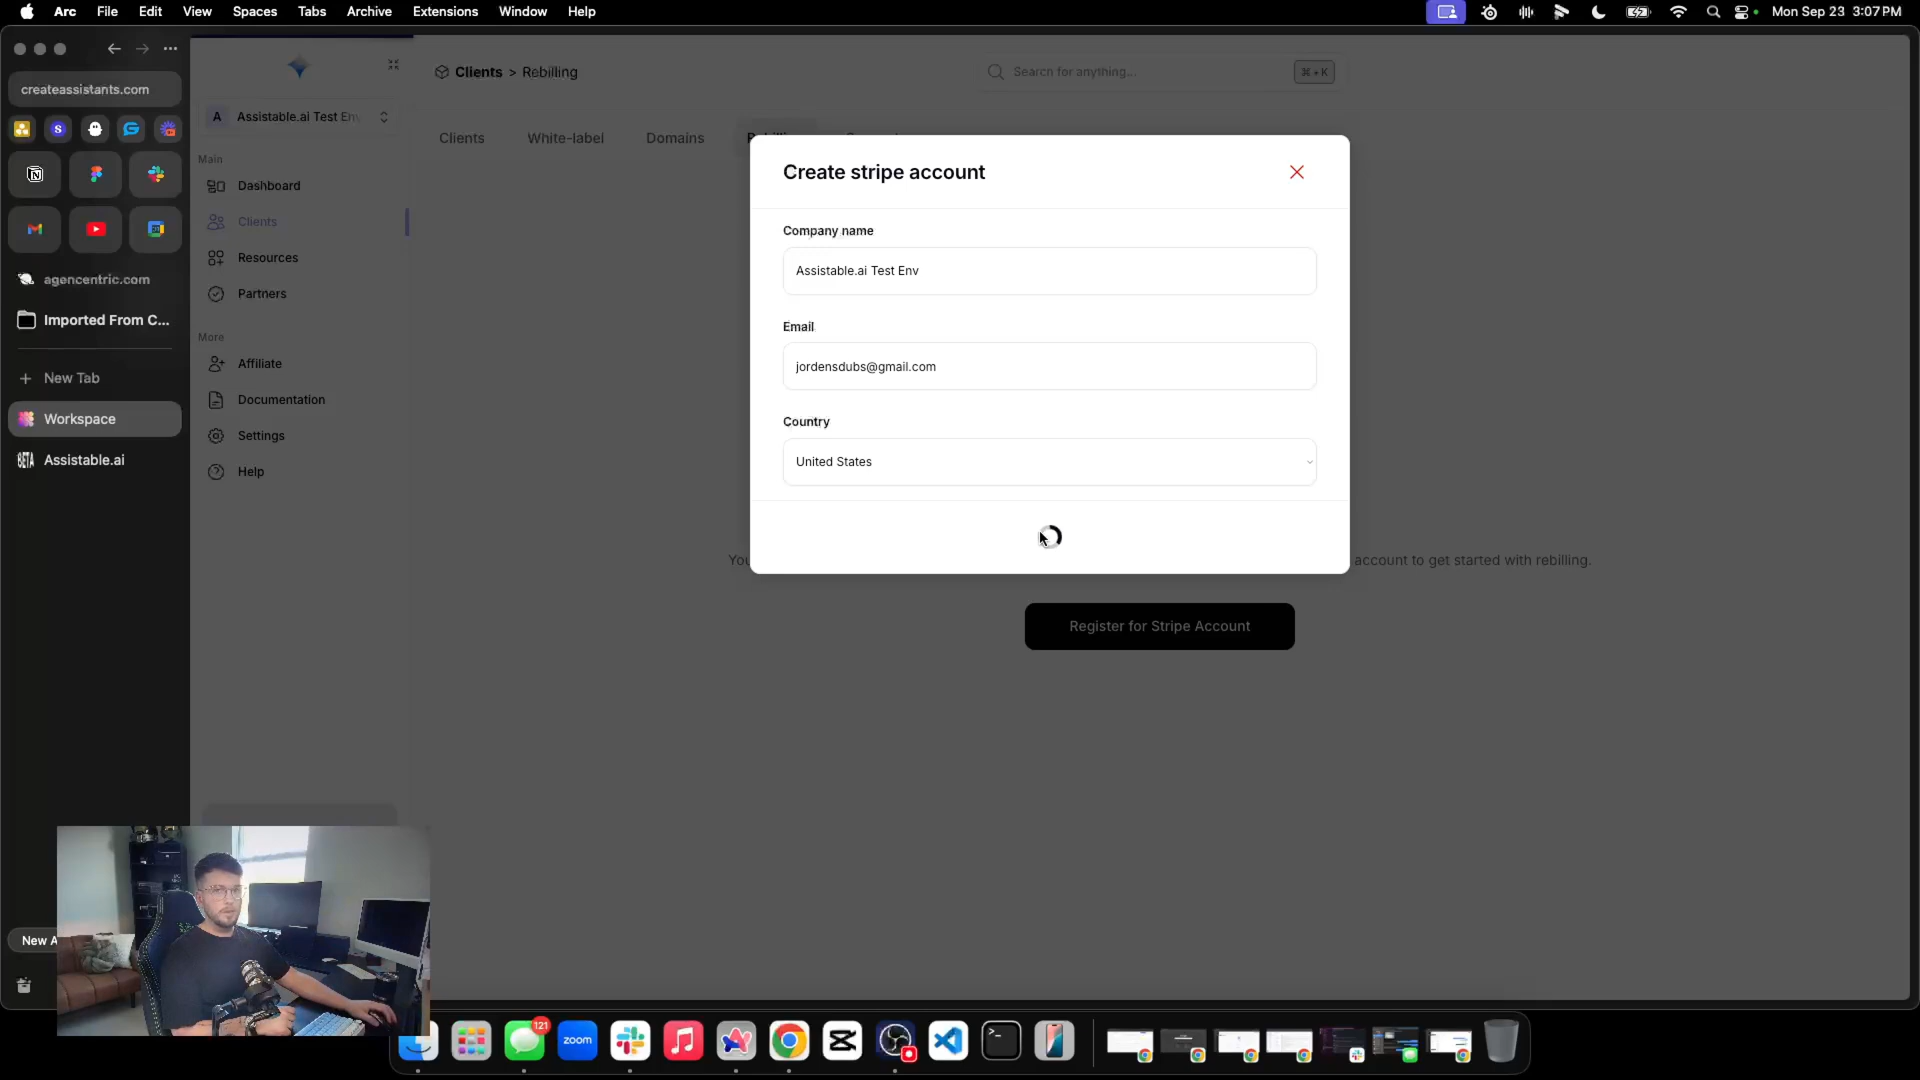 Arc File Edit View Spaces Tabs Archive Extensions Window Help
Mon Sep 23 3:07 PM
createassistants.com
agencentric.com
Imported From C...
New Tab
Workspace
Assistable.ai
New A
A Assistable.ai Test En
Main
Dashboard
Clients
Resources
Partners
More
Affiliate
Documentation
Settings
Help
Clients > Rebilling
Search for anything...
⌘ + K
Clients White-label Domains
Create stripe account
Company name
Assistable.ai Test Env
Email
jordensdubs@gmail.com
Country
United States
You
account to get started with rebilling.
Register for Stripe Account
121
zoom